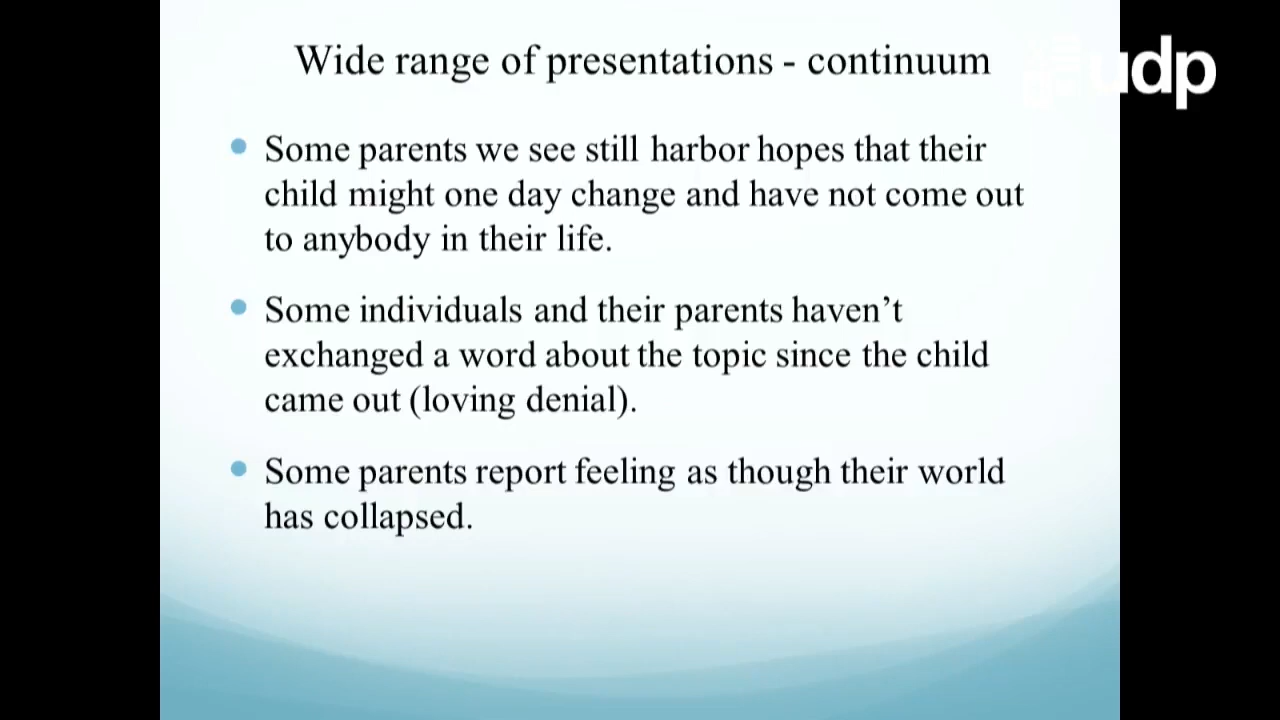 Wide range of presentations - continuum
udp
Some parents we see still harbor hopes that their
child might one day change and have not come out
to anybody in their life.
Some individuals and their parents haven’t
exchanged a word about the topic since the child
came out (loving denial).
Some parents report feeling as though their world
has collapsed.